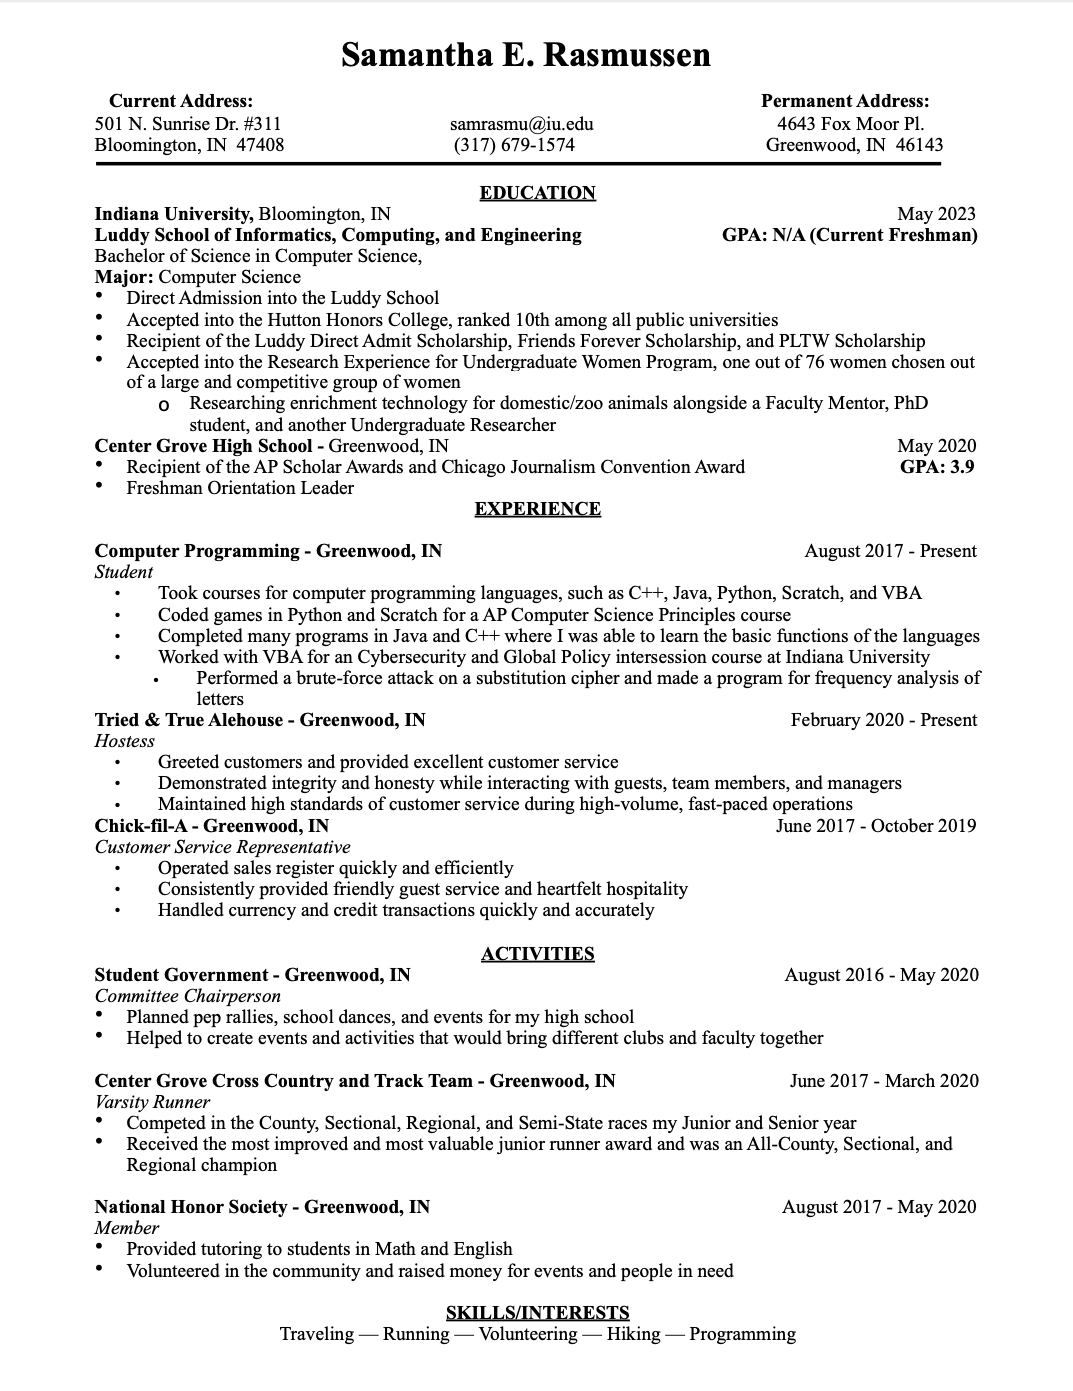 Samantha E. Rasmussen
Current Address: Permanent Address:
501 N. Sunrise Dr. #311 samrasmu@iu.edu 4643 Fox Moor Pl.
Bloomington, IN 47408 (317) 679-1574 Greenwood, IN 46143
EDUCATION
Indiana University, Bloomington, IN May 2023
Luddy School of Informatics, Computing, and Engineering GPA: N/A (Current Freshman)
Bachelor of Science in Computer Science,
Major: Computer Science
• Direct Admission into the Luddy School
• Accepted into the Hutton Honors College, ranked 10th among all public universities
• Recipient of the Luddy Direct Admit Scholarship, Friends Forever Scholarship, and PLTW Scholarship
• Accepted into the Research Experience for Undergraduate Women Program, one out of 76 women chosen out
of a large and competitive group of women
o Researching enrichment technology for domestic/zoo animals alongside a Faculty Mentor, PhD
student, and another Undergraduate Researcher
Center Grove High School - Greenwood, IN May 2020
• Recipient of the AP Scholar Awards and Chicago Journalism Convention Award GPA: 3.9
• Freshman Orientation Leader
EXPERIENCE
Computer Programming - Greenwood, IN August 2017 - Present
Student
• Took courses for computer programming languages, such as C++, Java, Python, Scratch, and VBA
• Coded games in Python and Scratch for a AP Computer Science Principles course
• Completed many programs in Java and C++ where I was able to learn the basic functions of the languages
• Worked with VBA for an Cybersecurity and Global Policy intersession course at Indiana University
• Performed a brute-force attack on a substitution cipher and made a program for frequency analysis of
letters
Tried & True Alehouse - Greenwood, IN February 2020 - Present
Hostess
• Greeted customers and provided excellent customer service
• Demonstrated integrity and honesty while interacting with guests, team members, and managers
• Maintained high standards of customer service during high-volume, fast-paced operations
Chick-fil-A - Greenwood, IN June 2017 - October 2019
Customer Service Representative
• Operated sales register quickly and efficiently
• Consistently provided friendly guest service and heartfelt hospitality
• Handled currency and credit transactions quickly and accurately
ACTIVITIES
Student Government - Greenwood, IN August 2016 - May 2020
Committee Chairperson
• Planned pep rallies, school dances, and events for my high school
• Helped to create events and activities that would bring different clubs and faculty together
Center Grove Cross Country and Track Team - Greenwood, IN June 2017 - March 2020
Varsity Runner
• Competed in the County, Sectional, Regional, and Semi-State races my Junior and Senior year
• Received the most improved and most valuable junior runner award and was an All-County, Sectional, and
Regional champion
National Honor Society - Greenwood, IN August 2017 - May 2020
Member
• Provided tutoring to students in Math and English
• Volunteered in the community and raised money for events and people in need
SKILLS/INTERESTS
Traveling — Running — Volunteering — Hiking — Programming